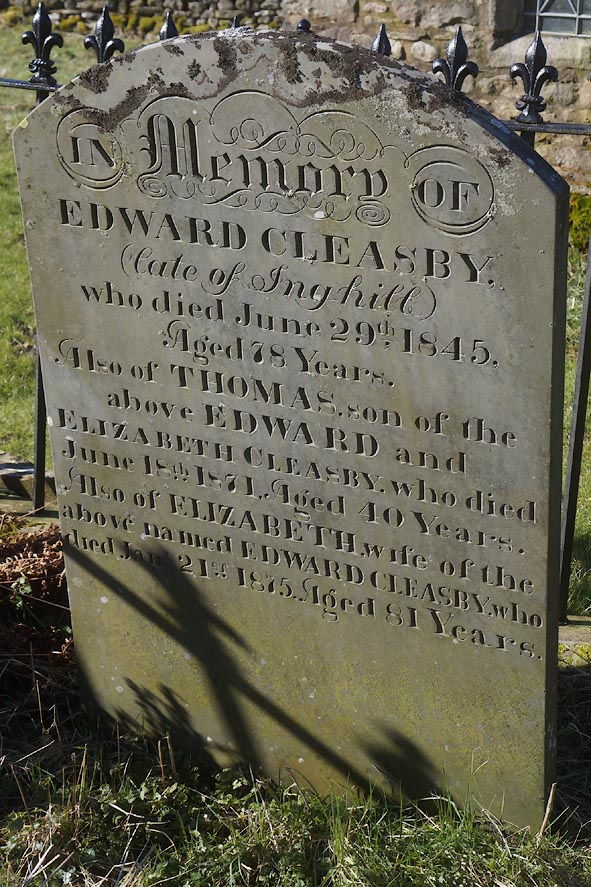 IN Memory OF
EDWARD CLEASBY,
(late of Inghill)
who died June 29th 1845,
Aged 78 Years.
Also of THOMAS, son of the
above EDWARD and
ELIZABETH CLEASBY, who died
June 18th 1871, Aged 40 Years.
Also of ELIZABETH, wife of the
above named EDWARD CLEASBY, who
died Jany 21st 1875. Aged 81 Years.